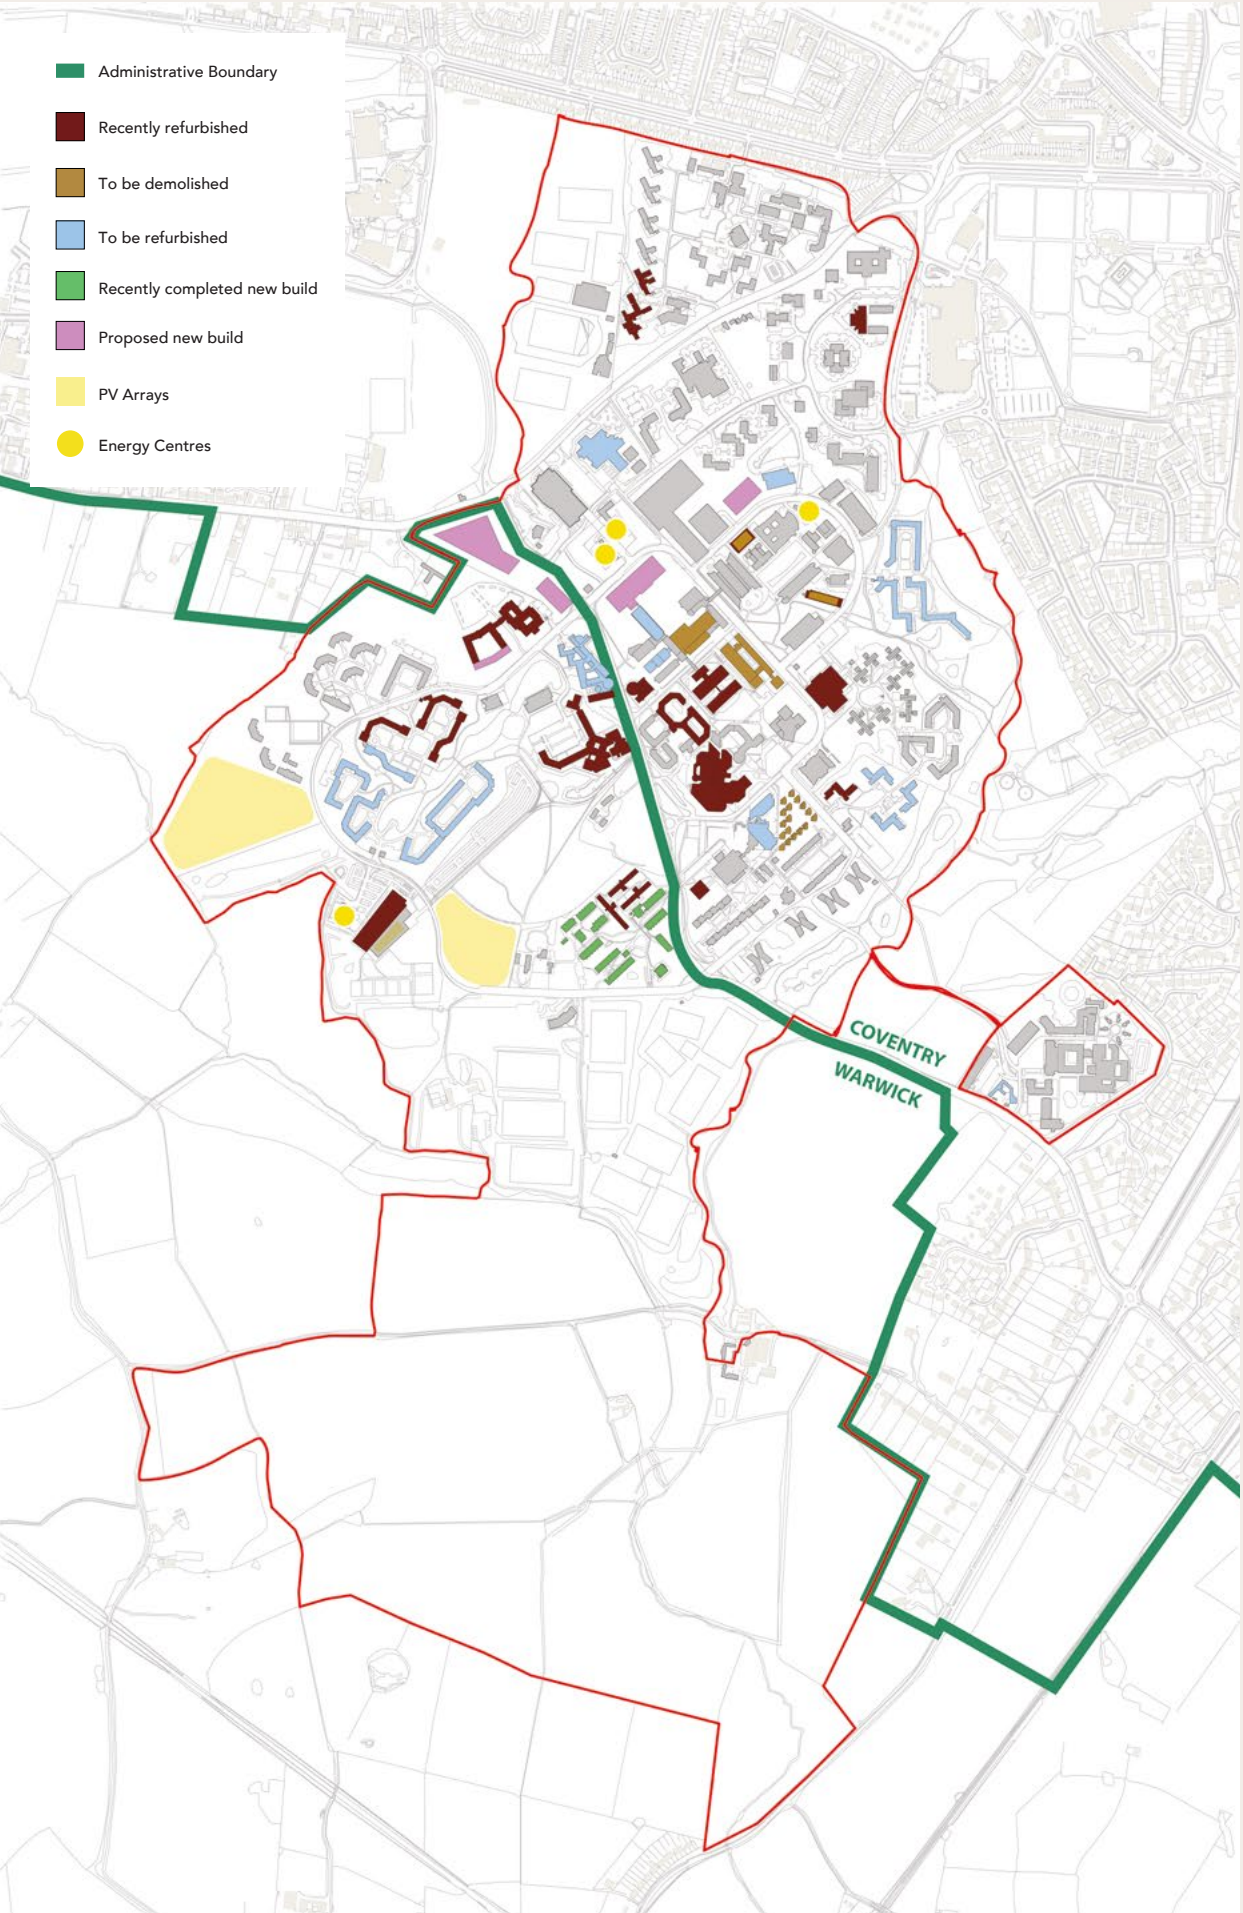 Administrative Boundary
Recently refurbished
To be demolished
To be refurbished
Recently completed new build
Proposed new build
PV Arrays
Energy Centres
COVENTRY
WARWICK